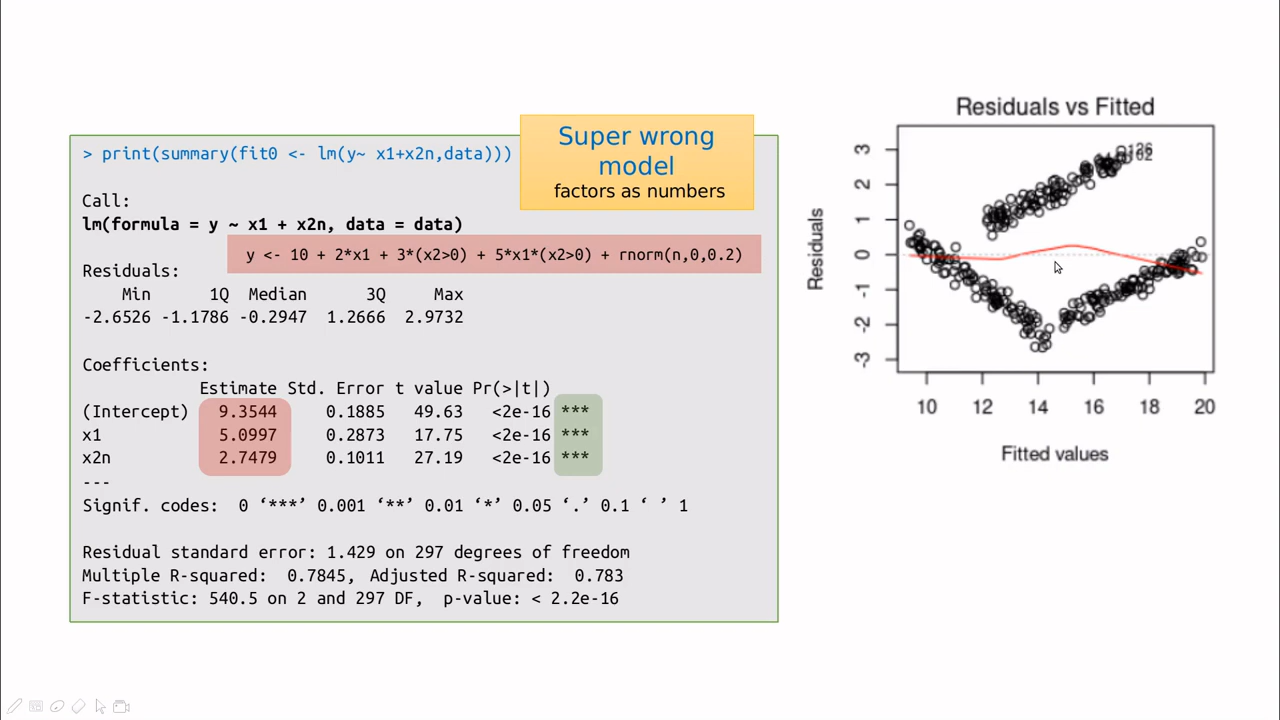 Super wrong
model
factors as numbers
> print(summary(fit0 <- lm(y~ x1+x2n,data)))
Call:
lm(formula = y ~ x1 + x2n, data = data)
y <- 10 + 2*x1 + 3*(x2>0) + 5*x1*(x2>0) + rnorm(n,0,0.2)
Residuals:
Min 1Q Median 3Q Max
-2.6526 -1.1786 -0.2947 1.2666 2.9732
Coefficients:
Estimate Std. Error t value Pr(>|t|)
(Intercept) 9.3544 0.1885 49.63 <2e-16 ***
x1 5.0997 0.2873 17.75 <2e-16 ***
x2n 2.7479 0.1011 27.19 <2e-16 ***
---
Signif. codes: 0 ‘***’ 0.001 ‘**’ 0.01 ‘*’ 0.05 ‘.’ 0.1 ‘ ’ 1
Residual standard error: 1.429 on 297 degrees of freedom
Multiple R-squared: 0.7845, Adjusted R-squared: 0.783
F-statistic: 540.5 on 2 and 297 DF, p-value: < 2.2e-16
Residuals vs Fitted
Residuals
3
2
1
0
-1
-2
-3
10 12 14 16 18 20
Fitted values